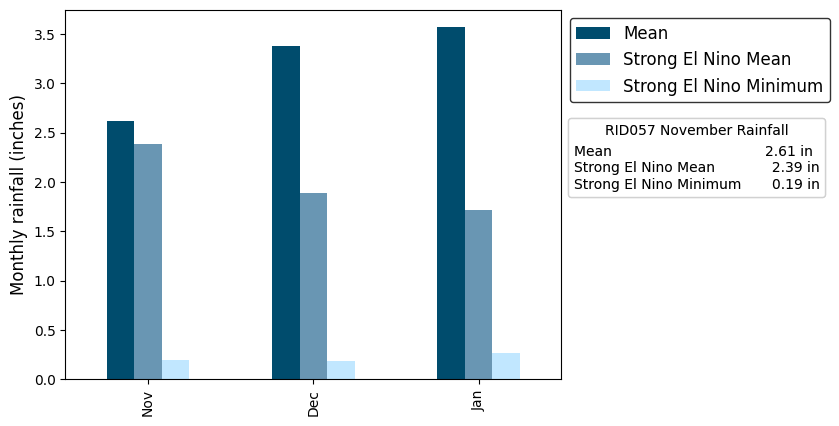 Monthly rainfall (inches)
3.5
3.0
2.5
2.0
1.5
1.0
0.5
0.0
Nov
Dec
Jan
Mean
Strong El Nino Mean
Strong El Nino Minimum
RID057 November Rainfall
Mean 2.61 in
Strong El Nino Mean 2.39 in
Strong El Nino Minimum 0.19 in